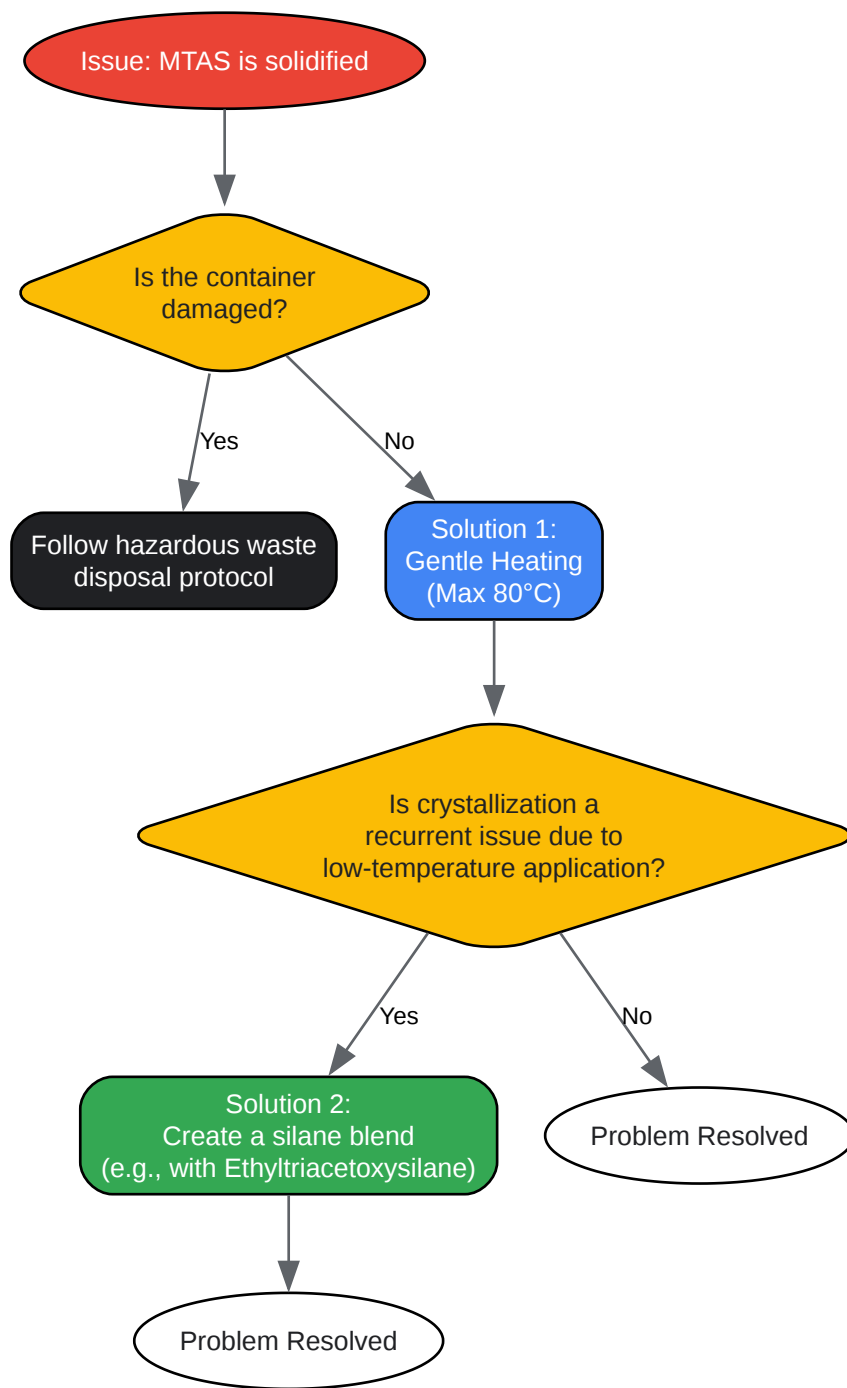 Issue: MTAS is solidified
Is the container
damaged?
Yes
No
Follow hazardous waste
disposal protocol
Solution 1:
Gentle Heating
(Max 80°C)
Is crystallization a
recurrent issue due to
low-temperature application?
Yes
No
Solution 2:
Create a silane blend
(e.g., with Ethyltriacetoxysilane)
Problem Resolved
Problem Resolved